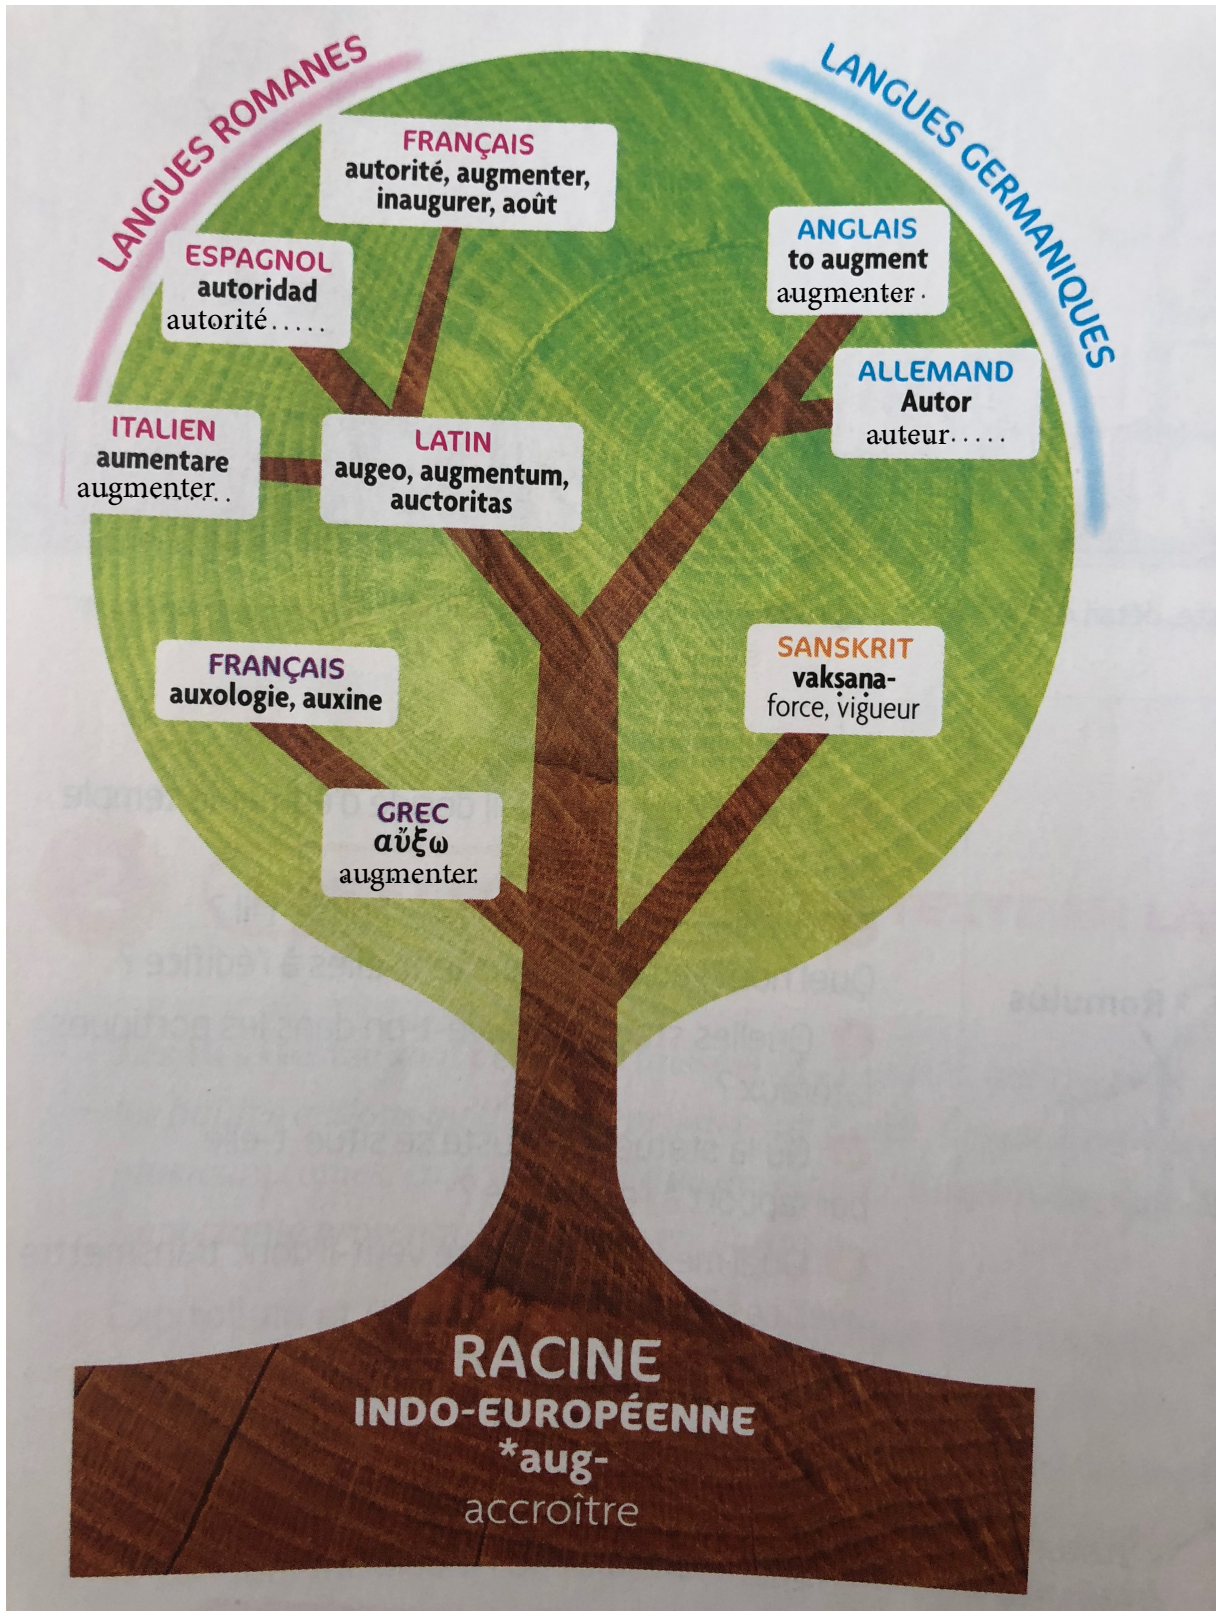 LANGUES ROMANES
LANGUES GERMANIQUES
FRANÇAIS
autorité, augmenter,
inaugurer, août
ESPAGNOL
autoridad
autorité.....
ANGLAIS
to augment
augmenter.
ALLEMAND
Autor
auteur.....
ITALIEN
aumentare
augmenter...
LATIN
augeo, augmentum,
auctoritas
FRANÇAIS
auxologie, auxine
SANSKRIT
vakṣaṇa-
force, vigueur
GREC
αὔξω
augmenter.
RACINE
INDO-EUROPÉENNE
*aug-
accroître